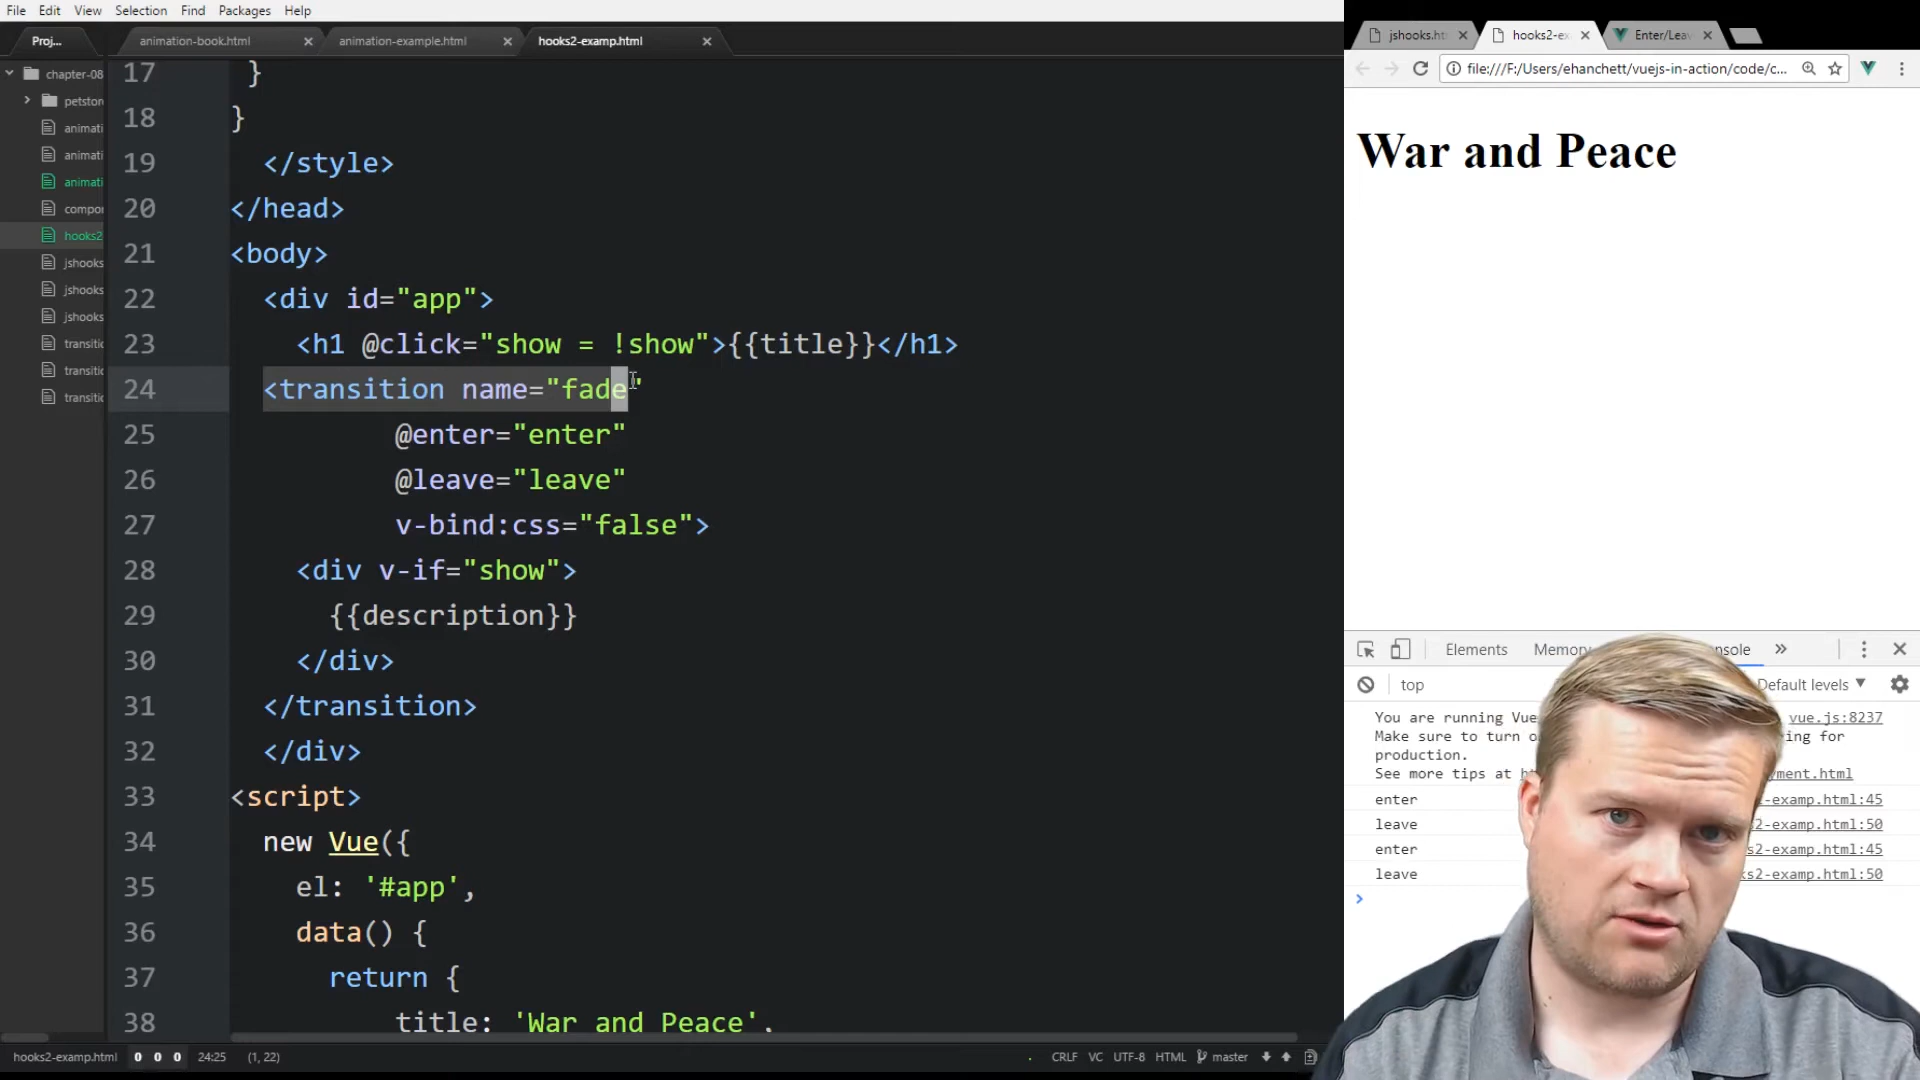 File Edit View Selection Find Packages Help
Proj...
animation-book.html
animation-example.html
hooks2-examp.html
chapter-08
petstor
animati
animati
animati
compor
hooks2
jshooks
jshooks
jshooks
transitic
transitic
transitic
17 }
18 }
19 </style>
20 </head>
21 <body>
22 <div id="app">
23 <h1 @click="show = !show">{{title}}</h1>
24 <transition name="fade"
25 @enter="enter"
26 @leave="leave"
27 v-bind:css="false">
28 <div v-if="show">
29 {{description}}
30 </div>
31 </transition>
32 </div>
33 <script>
34 new Vue({
35 el: '#app',
36 data() {
37 return {
38 title: 'War and Peace',
hooks2-examp.html 0 0 0 24:25 (1, 22)
CRLF VC UTF-8 HTML master
jshooks.ht
hooks2-ex
Enter/Leav
file:///F:/Users/ehanchett/vuejs-in-action/code/c...
War and Peace
Elements Memory nsole »
top Default levels
You are running Vue vue.js:8237
Make sure to turn o ing for
production.
See more tips at ht yment.html
enter -examp.html:45
leave s2-examp.html:50
enter s2-examp.html:45
leave ks2-examp.html:50